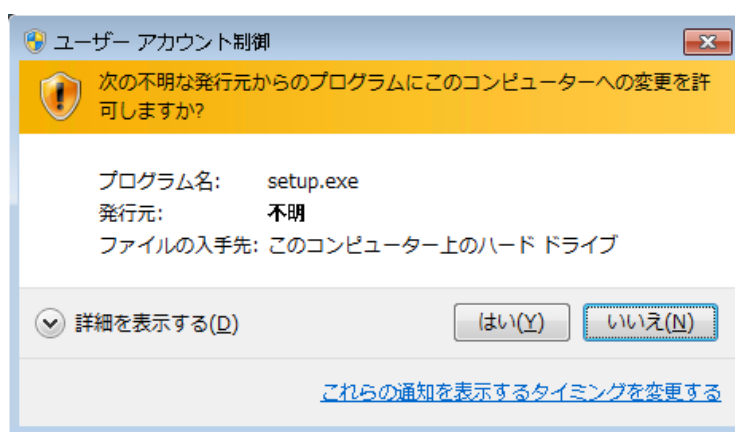 ユーザー アカウント制御
次の不明な発行元からのプログラムにこのコンピューターへの変更を許
可しますか?
プログラム名: setup.exe
発行元: 不明
ファイルの入手先: このコンピューター上のハード ドライブ
詳細を表示する(D) はい(Y) いいえ(N)
これらの通知を表示するタイミングを変更する